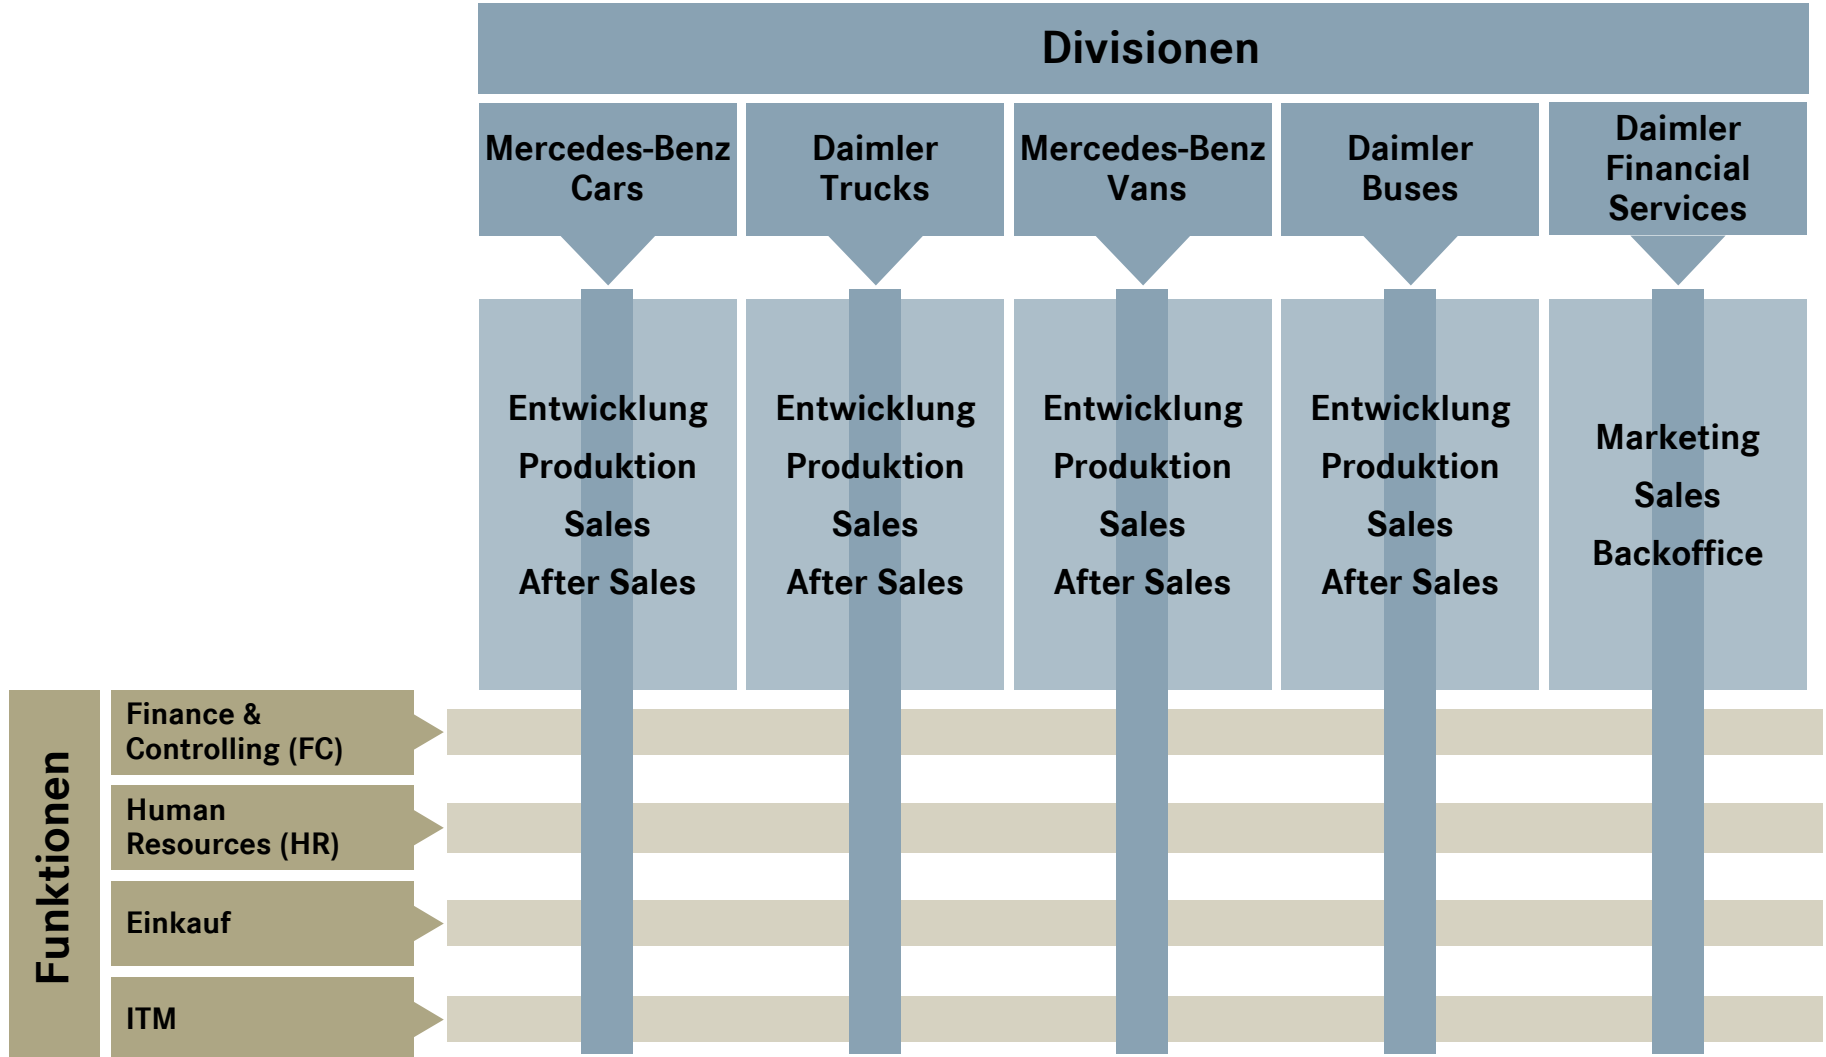 Divisionen
Mercedes-Benz
Cars
Daimler
Trucks
Mercedes-Benz
Vans
Daimler
Buses
Daimler
Financial
Services
Entwicklung
Produktion
Sales
After Sales
Entwicklung
Produktion
Sales
After Sales
Entwicklung
Produktion
Sales
After Sales
Entwicklung
Produktion
Sales
After Sales
Marketing
Sales
Backoffice
Funktionen
Finance &
Controlling (FC)
Human
Resources (HR)
Einkauf
ITM